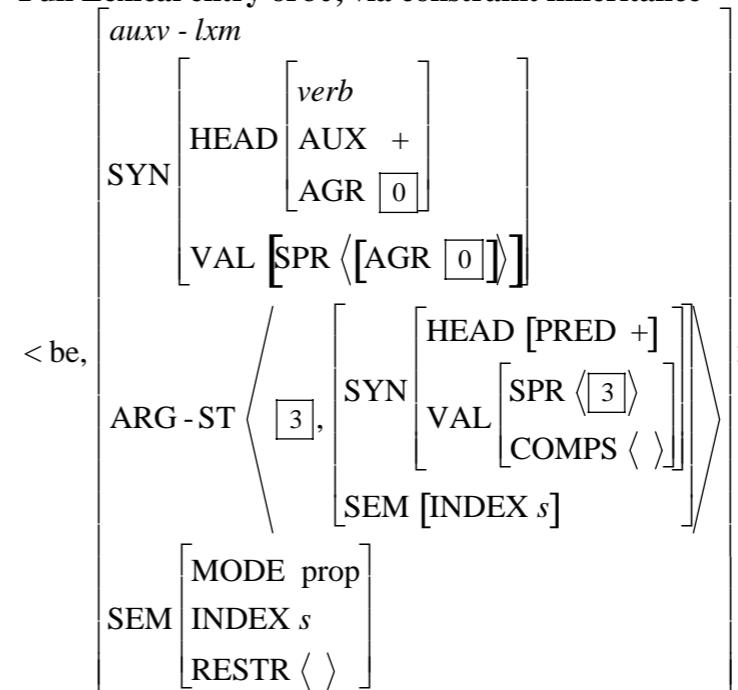 Full Lexical entry of be, via constraint inheritance
auxv - lxm
verb
HEAD AUX +
SYN AGR 0
VAL [SPR ⟨[AGR 0]⟩]
< be,
HEAD [PRED +]
SYN VAL SPR ⟨ 3 ⟩
ARG - ST ⟨ 3 ,
COMPS ⟨ ⟩
SEM [INDEX s]
MODE prop
SEM INDEX s
RESTR ⟨ ⟩